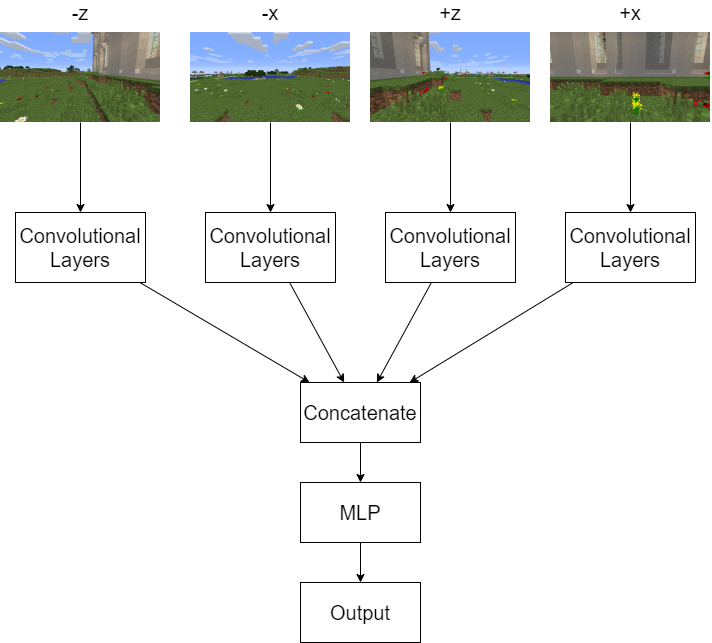 -z
-x
+z
+x
Convolutional
Layers
Convolutional
Layers
Convolutional
Layers
Convolutional
Layers
Concatenate
MLP
Output